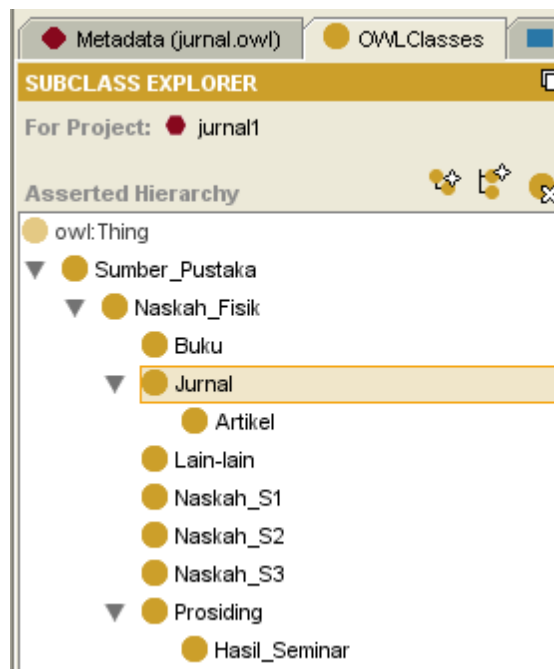 Metadata (jurnal.owl) OWLClasses
SUBCLASS EXPLORER
For Project: jurnal1
Asserted Hierarchy
owl:Thing
Sumber_Pustaka
Naskah_Fisik
Buku
Jurnal
Artikel
Lain-lain
Naskah_S1
Naskah_S2
Naskah_S3
Prosiding
Hasil_Seminar